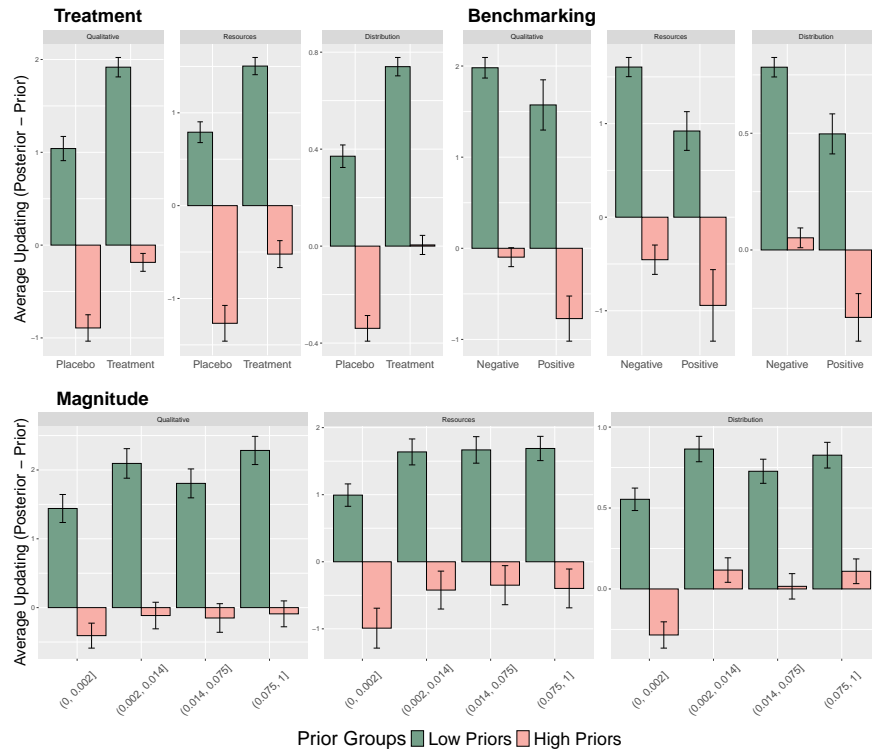 Treatment
Benchmarking
Qualitative
Resources
Distribution
Qualitative
Resources
Distribution
Average Updating (Posterior − Prior)
2
1
0
−1
1
0
−1
0.8
0.4
0.0
−0.4
2
1
0
−1
1
0
−1
0.5
0.0
Placebo Treatment
Placebo Treatment
Placebo Treatment
Negative Positive
Negative Positive
Negative Positive
Magnitude
Qualitative
Resources
Distribution
Average Updating (Posterior − Prior)
2
1
0
2
1
0
−1
1.0
0.5
0.0
(0, 0.002]
(0.002, 0.014]
(0.014, 0.075]
(0.075, 1]
(0, 0.002]
(0.002, 0.014]
(0.014, 0.075]
(0.075, 1]
(0, 0.002]
(0.002, 0.014]
(0.014, 0.075]
(0.075, 1]
Prior Groups Low Priors High Priors